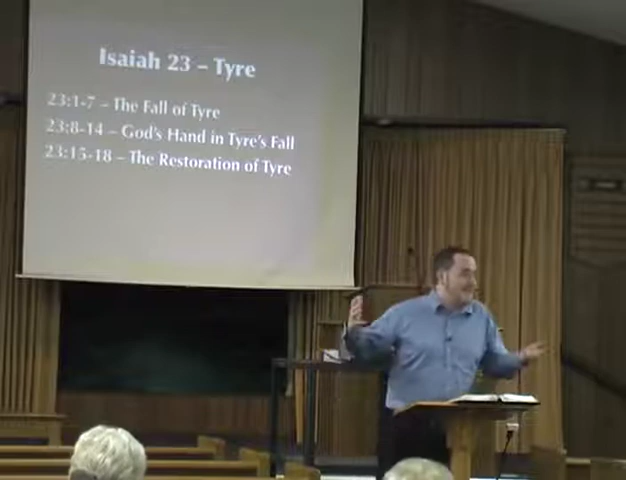 Isaiah 23 – Tyre
23:1-7 – The Fall of Tyre
23:8-14 – God's Hand in Tyre's Fall
23:15-18 – The Restoration of Tyre